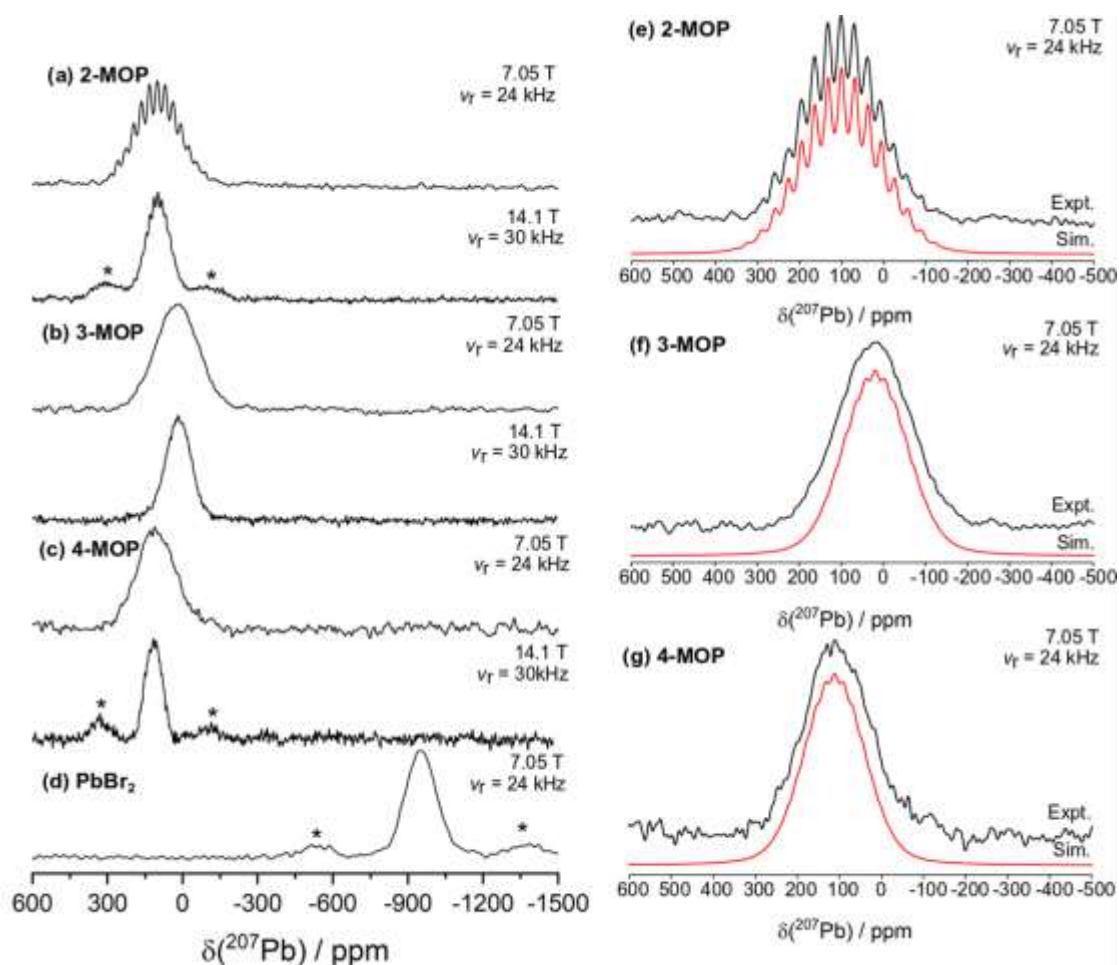 (a) 2-MOP
7.05 T
νr = 24 kHz
14.1 T
νr = 30 kHz
*
*
(b) 3-MOP
7.05 T
νr = 24 kHz
14.1 T
νr = 30 kHz
(c) 4-MOP
7.05 T
νr = 24 kHz
14.1 T
νr = 30kHz
*
*
(d) PbBr₂
7.05 T
νr = 24 kHz
*
*
600 300 0 -300 -600 -900 -1200 -1500
δ(²⁰⁷Pb) / ppm
(e) 2-MOP
7.05 T
νr = 24 kHz
Expt.
Sim.
600 500 400 300 200 100 0 -100 -200 -300 -400 -500
δ(²⁰⁷Pb) / ppm
(f) 3-MOP
7.05 T
νr = 24 kHz
Expt.
Sim.
600 500 400 300 200 100 0 -100 -200 -300 -400 -500
δ(²⁰⁷Pb) / ppm
(g) 4-MOP
7.05 T
νr = 24 kHz
Expt.
Sim.
600 500 400 300 200 100 0 -100 -200 -300 -400 -500
δ(²⁰⁷Pb) / ppm